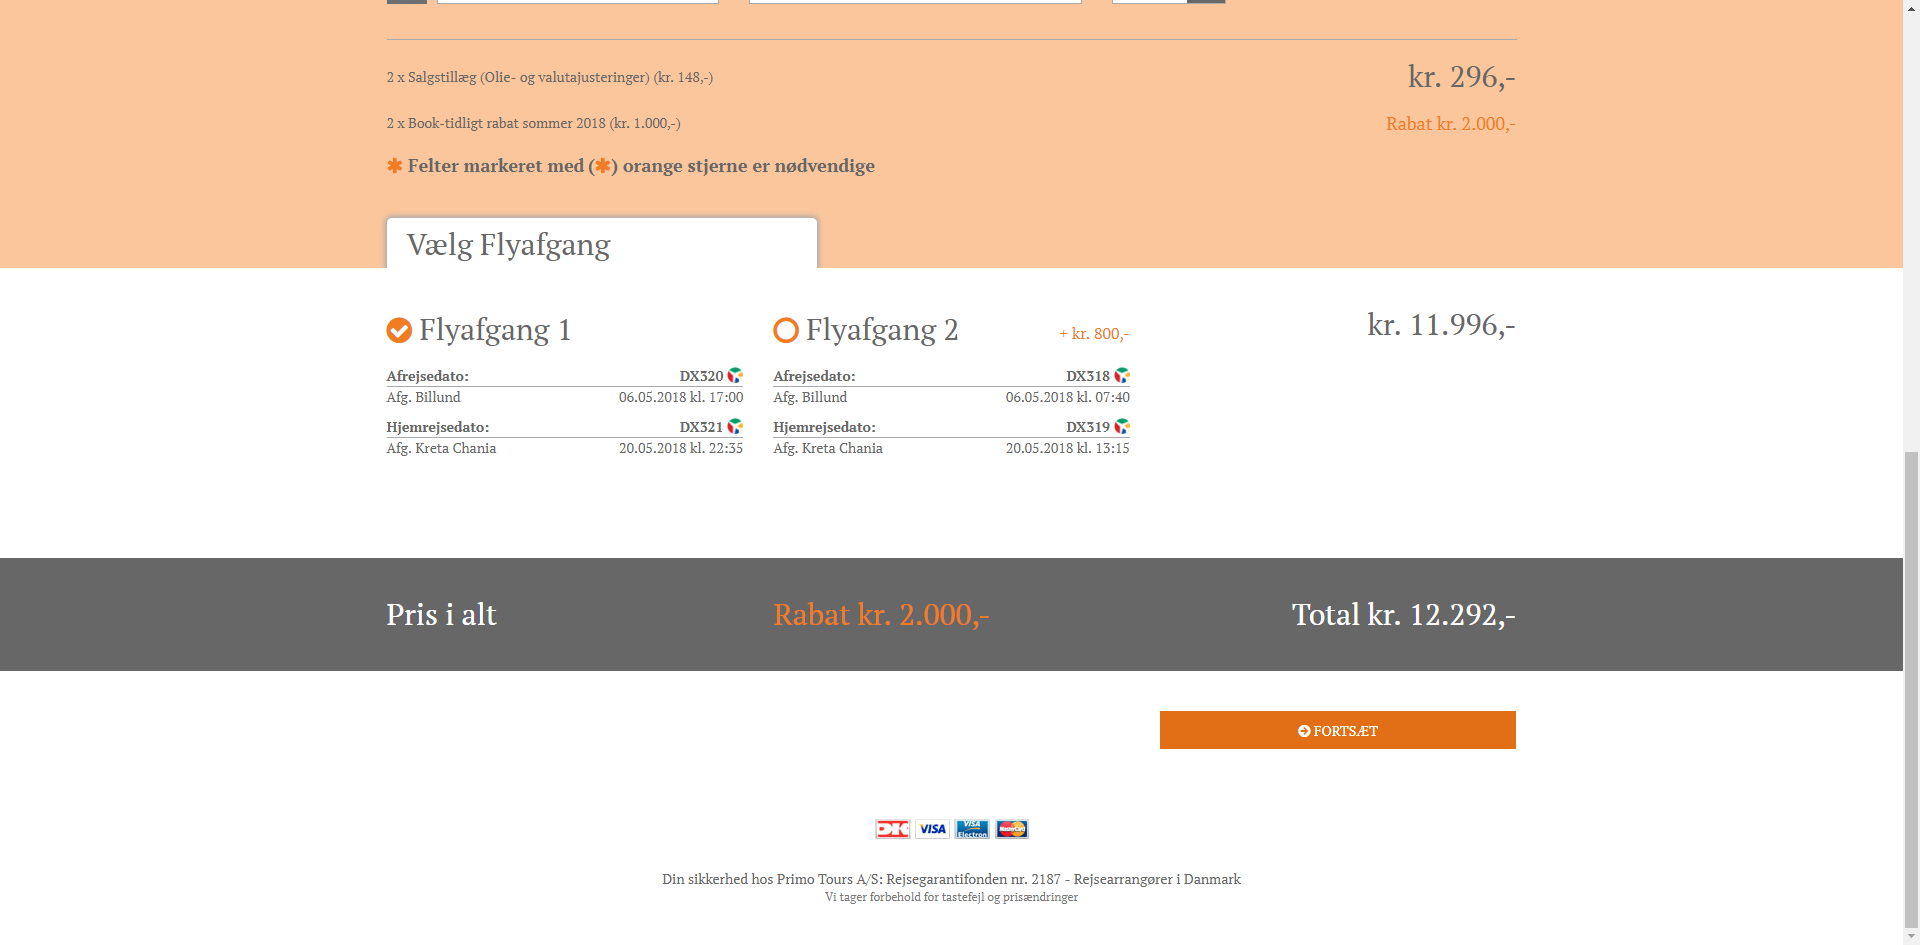 2 x Salgstillæg (Olie- og valutajusteringer) (kr. 148,-) kr. 296,-
2 x Book-tidligt rabat sommer 2018 (kr. 1.000,-) Rabat kr. 2.000,-
✱ Felter markeret med (✱) orange stjerne er nødvendige
Vælg Flyafgang
Flyafgang 1
Afrejsedato: DX320
Afg. Billund 06.05.2018 kl. 17:00
Hjemrejsedato: DX321
Afg. Kreta Chania 20.05.2018 kl. 22:35
Flyafgang 2 + kr. 800,-
Afrejsedato: DX318
Afg. Billund 06.05.2018 kl. 07:40
Hjemrejsedato: DX319
Afg. Kreta Chania 20.05.2018 kl. 13:15
kr. 11.996,-
Pris i alt Rabat kr. 2.000,- Total kr. 12.292,-
FORTSÆT
DK VISA VISA Electron MasterCard
Din sikkerhed hos Primo Tours A/S: Rejsegarantifonden nr. 2187 - Rejsearrangører i Danmark
Vi tager forbehold for tastefejl og prisændringer